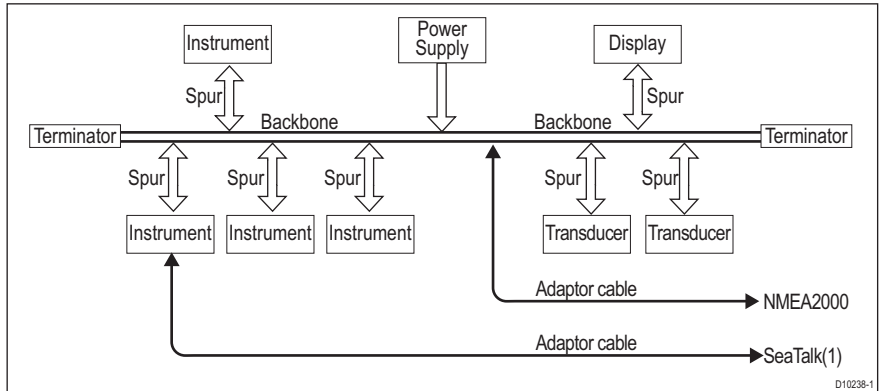 Instrument
Power
Supply
Display
Spur
Spur
Backbone
Backbone
Terminator
Terminator
Spur
Spur
Spur
Spur
Spur
Instrument
Instrument
Instrument
Transducer
Transducer
Adaptor cable
NMEA2000
Adaptor cable
SeaTalk(1)
D10238-1